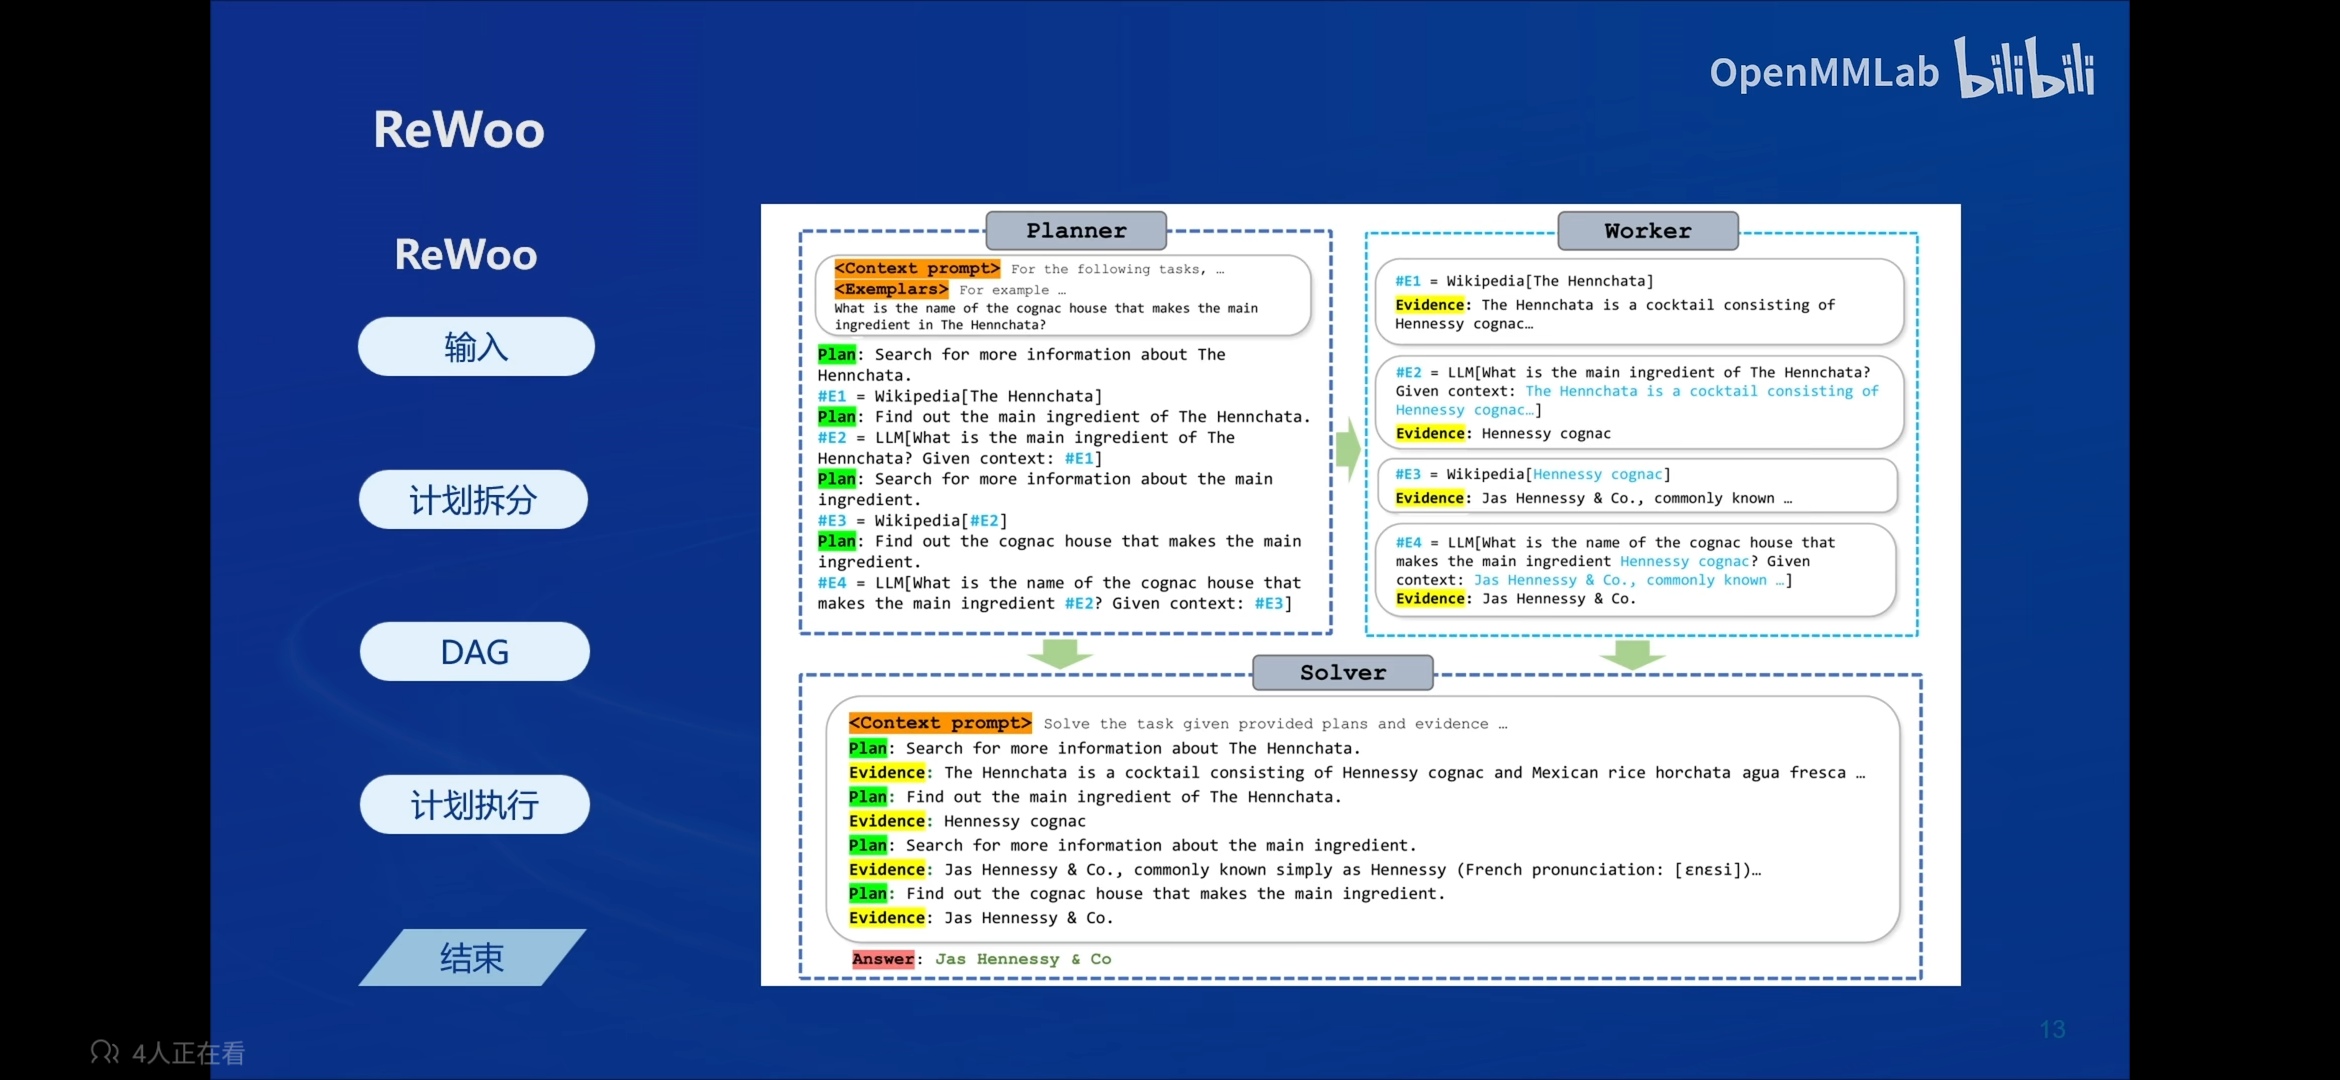 OpenMMLab bilibili
ReWoo
ReWoo
输入
计划拆分
DAG
计划执行
结束
Planner
<Context prompt> For the following tasks, …
<Exemplars> For example …
What is the name of the cognac house that makes the main
ingredient in The Hennchata?
Plan: Search for more information about The
Hennchata.
#E1 = Wikipedia[The Hennchata]
Plan: Find out the main ingredient of The Hennchata.
#E2 = LLM[What is the main ingredient of The
Hennchata? Given context: #E1]
Plan: Search for more information about the main
ingredient.
#E3 = Wikipedia[#E2]
Plan: Find out the cognac house that makes the main
ingredient.
#E4 = LLM[What is the name of the cognac house that
makes the main ingredient #E2? Given context: #E3]
Worker
#E1 = Wikipedia[The Hennchata]
Evidence: The Hennchata is a cocktail consisting of
Hennessy cognac…
#E2 = LLM[What is the main ingredient of The Hennchata?
Given context: The Hennchata is a cocktail consisting of
Hennessy cognac…]
Evidence: Hennessy cognac
#E3 = Wikipedia[Hennessy cognac]
Evidence: Jas Hennessy & Co., commonly known …
#E4 = LLM[What is the name of the cognac house that
makes the main ingredient Hennessy cognac? Given
context: Jas Hennessy & Co., commonly known …]
Evidence: Jas Hennessy & Co.
Solver
<Context prompt> Solve the task given provided plans and evidence …
Plan: Search for more information about The Hennchata.
Evidence: The Hennchata is a cocktail consisting of Hennessy cognac and Mexican rice horchata agua fresca …
Plan: Find out the main ingredient of The Hennchata.
Evidence: Hennessy cognac
Plan: Search for more information about the main ingredient.
Evidence: Jas Hennessy & Co., commonly known simply as Hennessy (French pronunciation: [ɛnɛsi])…
Plan: Find out the cognac house that makes the main ingredient.
Evidence: Jas Hennessy & Co.
Answer: Jas Hennessy & Co
13
4人正在看